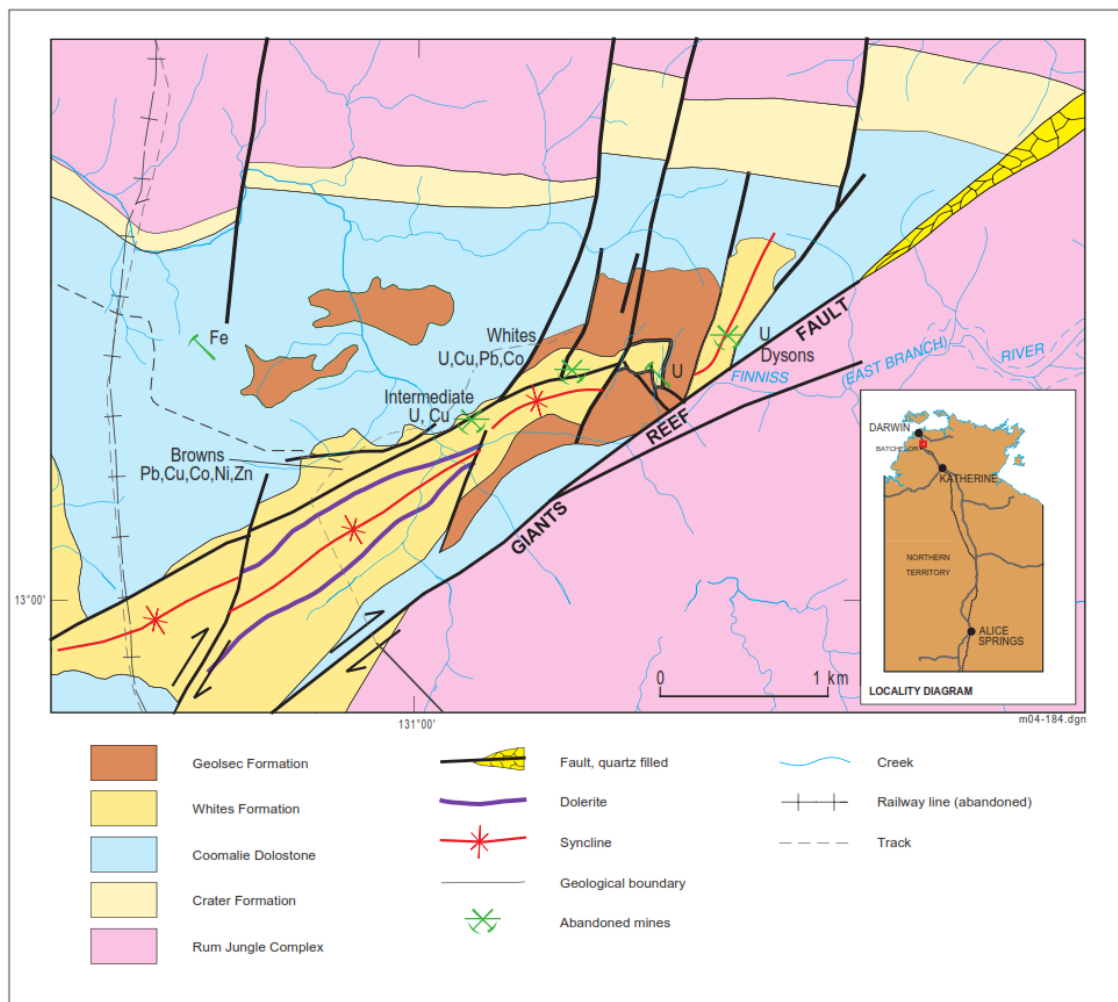 Fe
Whites
U,Cu,Pb,Co
Intermediate
U, Cu
Browns
Pb,Cu,Co,Ni,Zn
U
U
Dysons
GIANTS
REEF
FAULT
FINNISS
(EAST BRANCH)
RIVER
13°00'
131°00'
0
1 km
DARWIN
BATCHELOR
KATHERINE
NORTHERN
TERRITORY
ALICE
SPRINGS
LOCALITY DIAGRAM
m04-184.dgn
Geolsec Formation
Whites Formation
Coomalie Dolostone
Crater Formation
Rum Jungle Complex
Fault, quartz filled
Dolerite
Syncline
Geological boundary
Abandoned mines
Creek
Railway line (abandoned)
Track